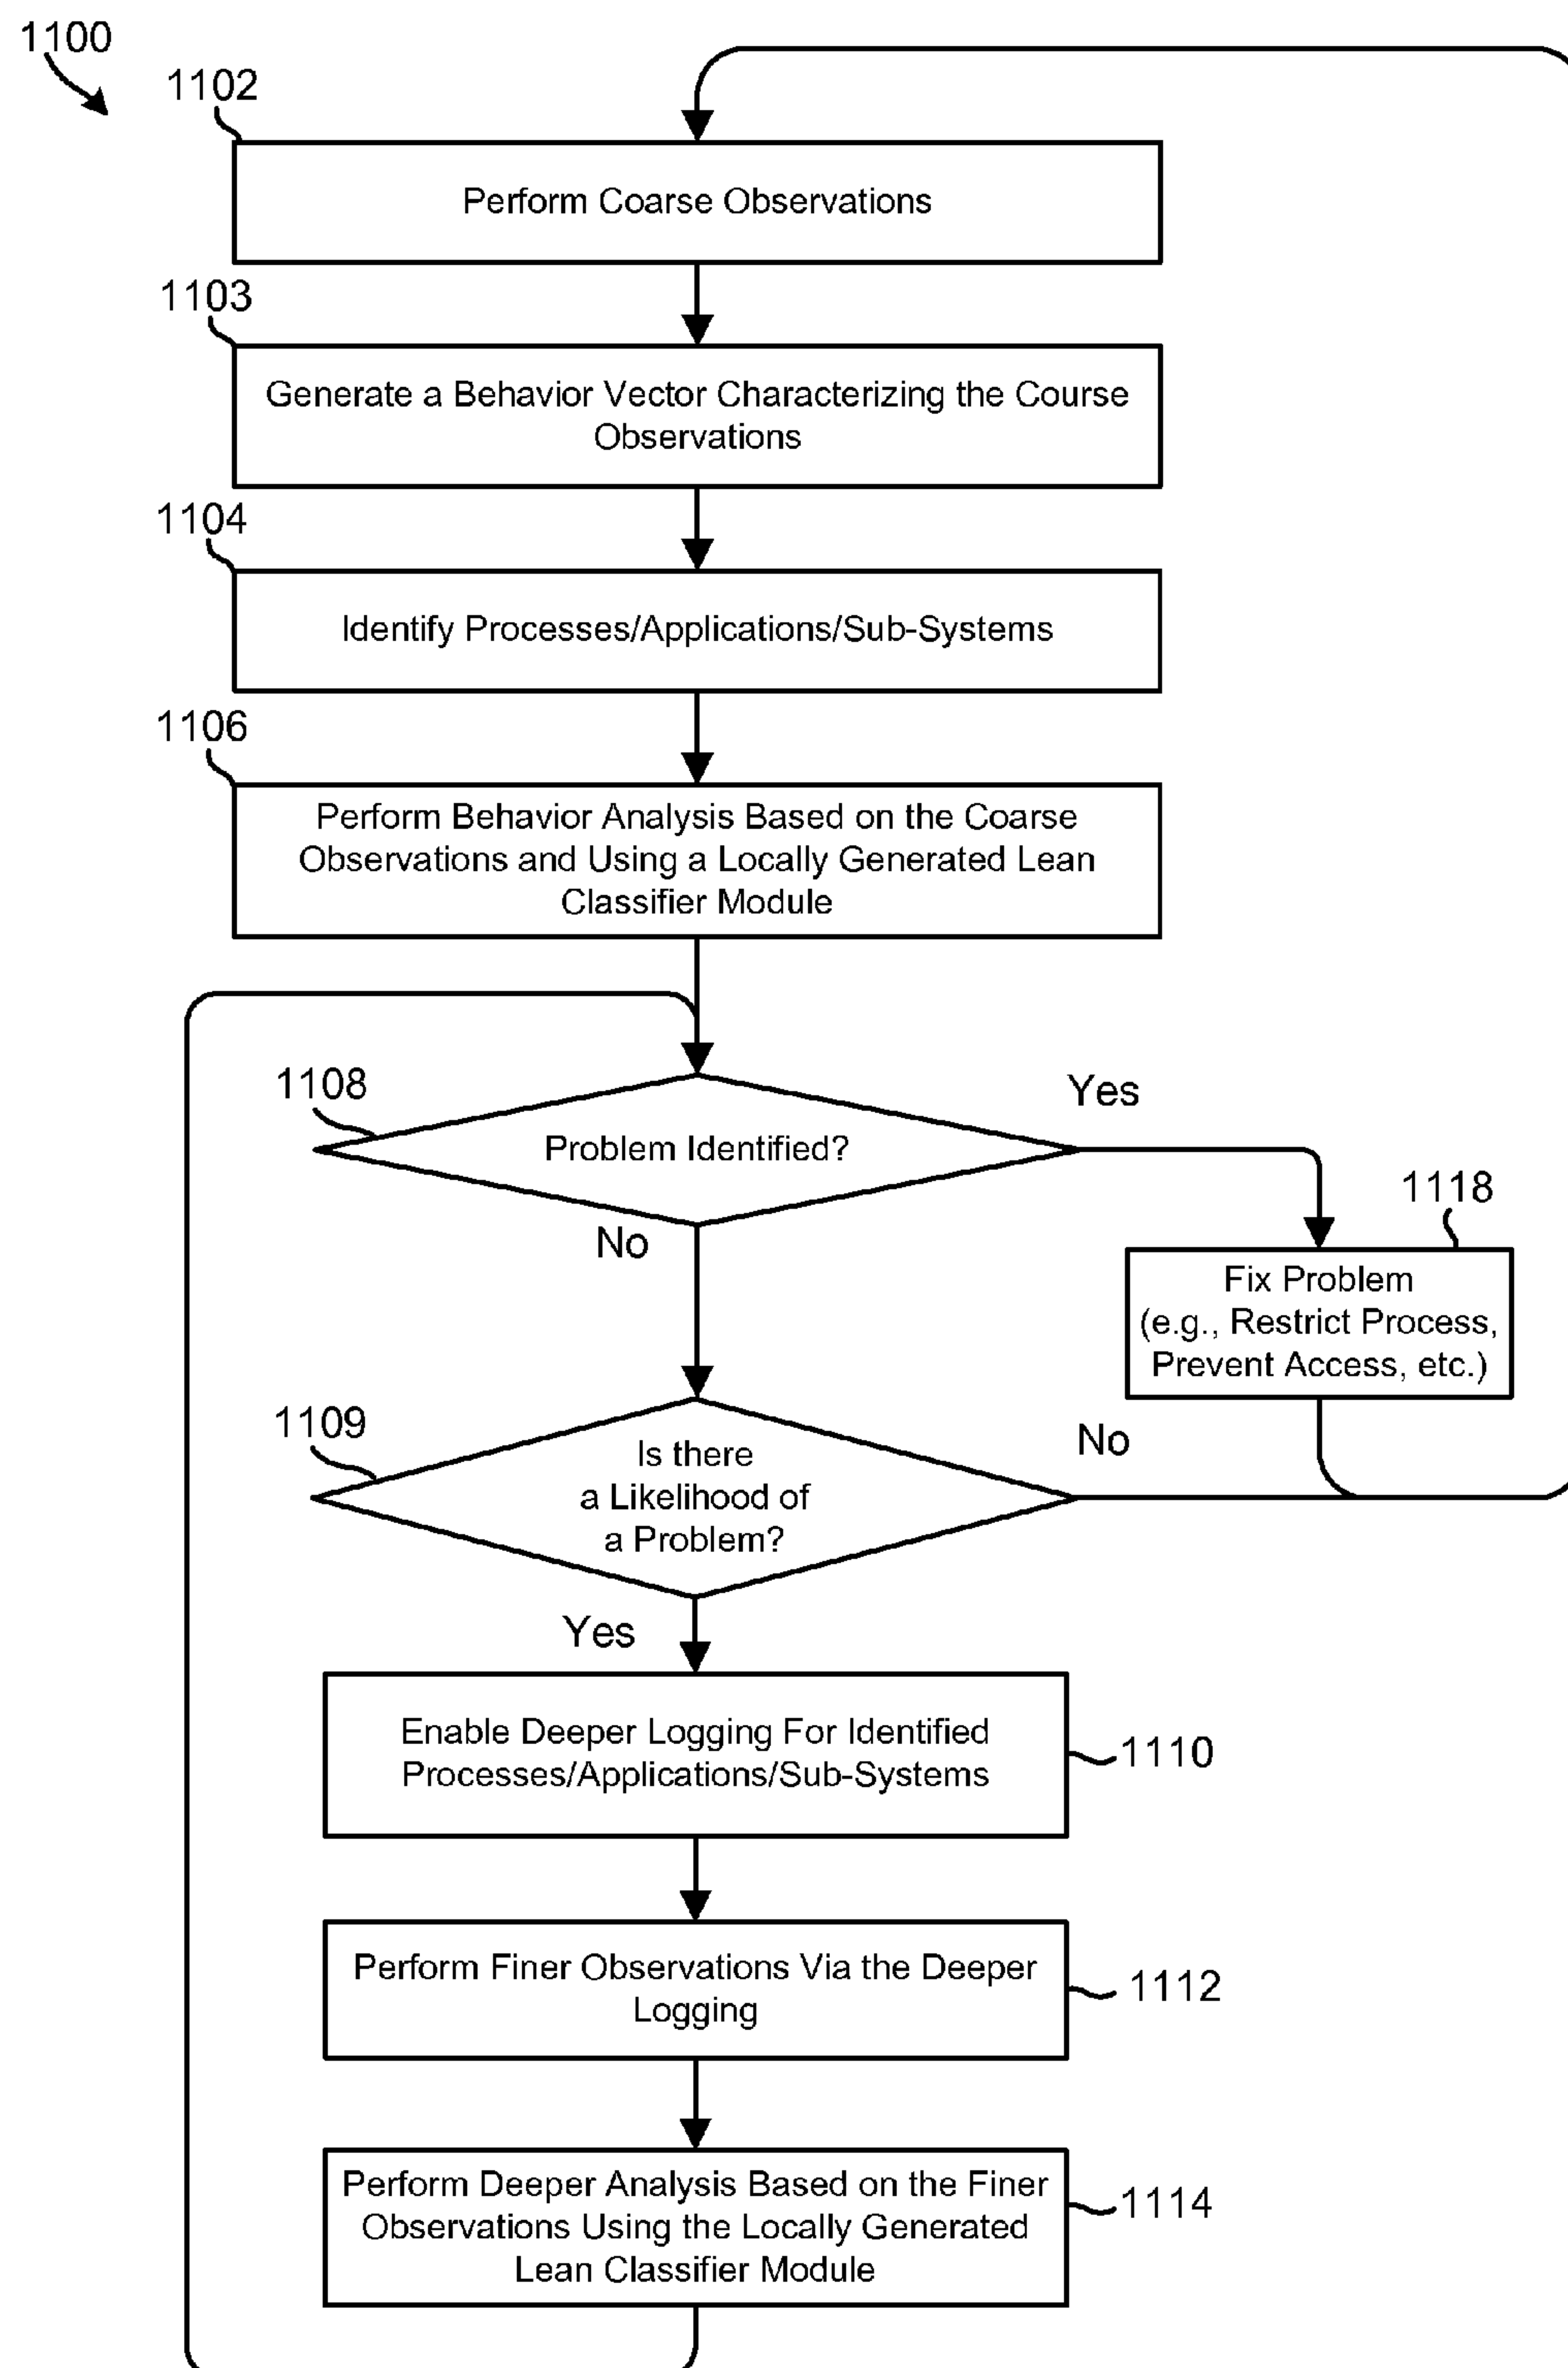 1100
1102
Perform Coarse Observations
1103
Generate a Behavior Vector Characterizing the Course
Observations
1104
Identify Processes/Applications/Sub-Systems
1106
Perform Behavior Analysis Based on the Coarse
Observations and Using a Locally Generated Lean
Classifier Module
1108
Problem Identified?
Yes
No
1118
Fix Problem
(e.g., Restrict Process,
Prevent Access, etc.)
1109
Is there
a Likelihood of
a Problem?
No
Yes
Enable Deeper Logging For Identified
Processes/Applications/Sub-Systems
1110
Perform Finer Observations Via the Deeper
Logging
1112
Perform Deeper Analysis Based on the Finer
Observations Using the Locally Generated
Lean Classifier Module
1114